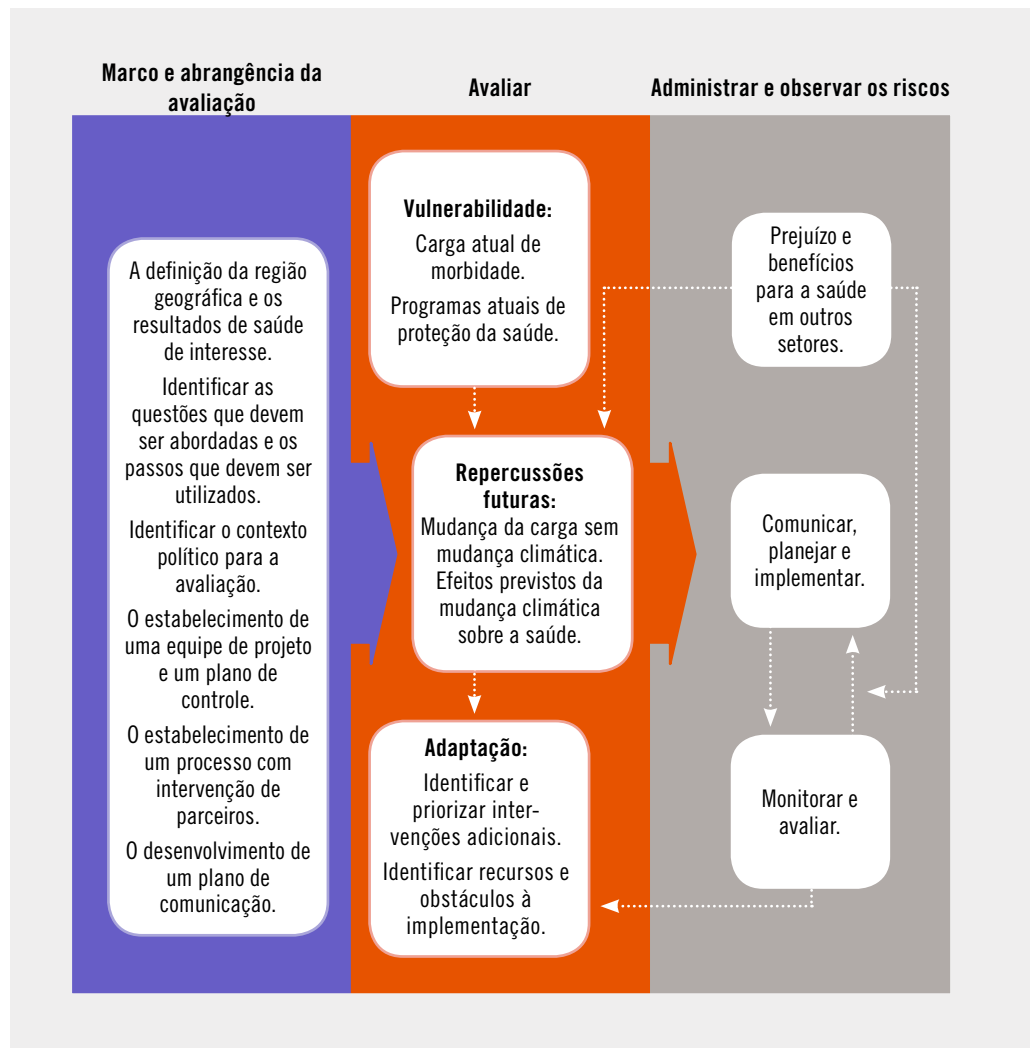 Marco e abrangência da
avaliação
Avaliar
Administrar e observar os riscos
A definição da região
geográfica e os
resultados de saúde
de interesse.
Identificar as
questões que devem
ser abordadas e os
passos que devem ser
utilizados.
Identificar o contexto
político para a
avaliação.
O estabelecimento de
uma equipe de projeto
e um plano de
controle.
O estabelecimento de
um processo com
intervenção de
parceiros.
O desenvolvimento de
um plano de
comunicação.
Vulnerabilidade:
Carga atual de
morbidade.
Programas atuais de
proteção da saúde.
Repercussões
futuras:
Mudança da carga sem
mudança climática.
Efeitos previstos da
mudança climática
sobre a saúde.
Adaptação:
Identificar e
priorizar inter-
venções adicionais.
Identificar recursos e
obstáculos à
implementação.
Prejuízo e
benefícios
para a saúde
em outros
setores.
Comunicar,
planejar e
implementar.
Monitorar e
avaliar.